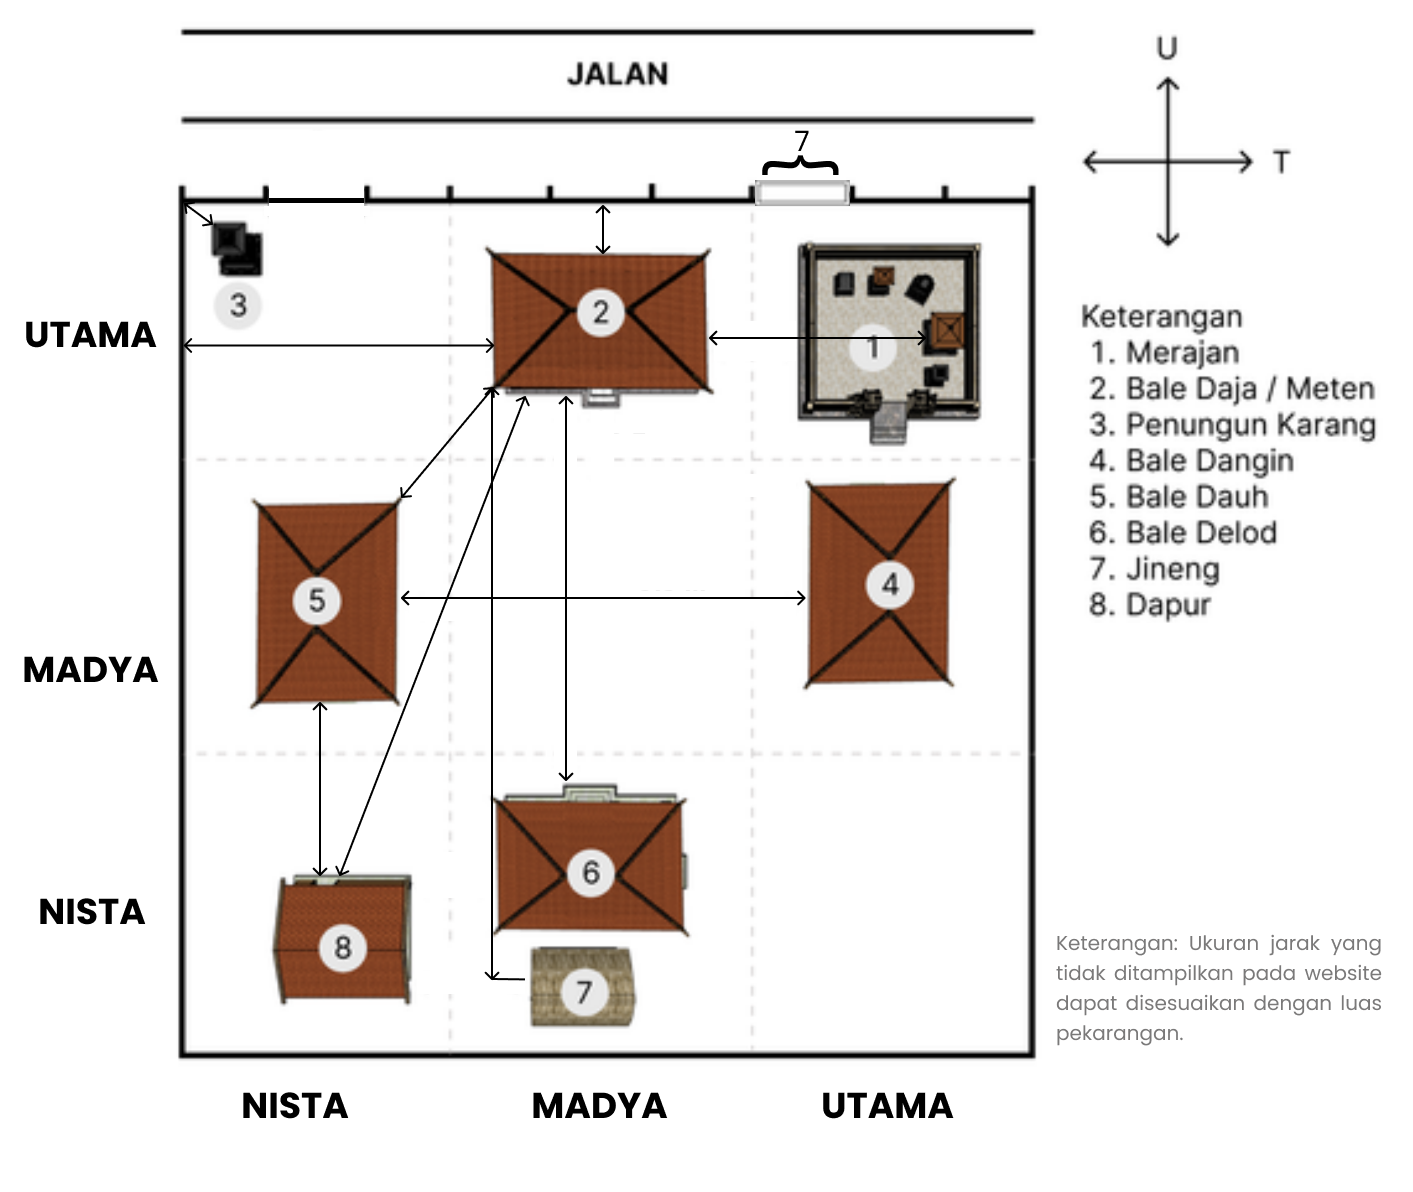 JALAN
U
T
7
3
2
1
UTAMA
Keterangan
1. Merajan
2. Bale Daja / Meten
3. Penungun Karang
4. Bale Dangin
5. Bale Dauh
6. Bale Delod
7. Jineng
8. Dapur
5
4
MADYA
6
NISTA
8
7
Keterangan: Ukuran jarak yang
tidak ditampilkan pada website
dapat disesuaikan dengan luas
pekarangan.
NISTA MADYA UTAMA